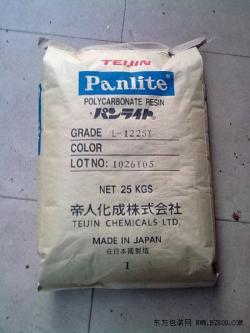 TEIJIN
Panlite®
POLYCARBONATE RESIN
パンライト®
GRADE L-1225Y
COLOR
LOT NO: 1026Y05
NET 25 KGS
帝人化成株式会社
TEIJIN CHEMICALS LTD.
MADE IN JAPAN
在日本國製造
I
东方包装网 WWW.BZ800.COM